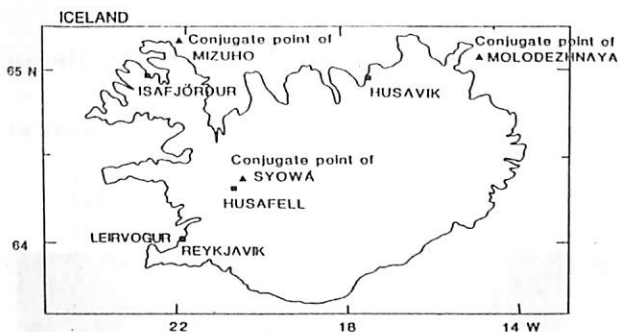 ICELAND
Conjugate point of
MIZUHO
Conjugate point of
MOLODEZHNAYA
65 N
ISAFJÖRDUR
HUSAVIK
Conjugate point of
SYOWA
HUSAFELL
LEIRVOGUR
REYKJAVIK
64
22
18
14 W